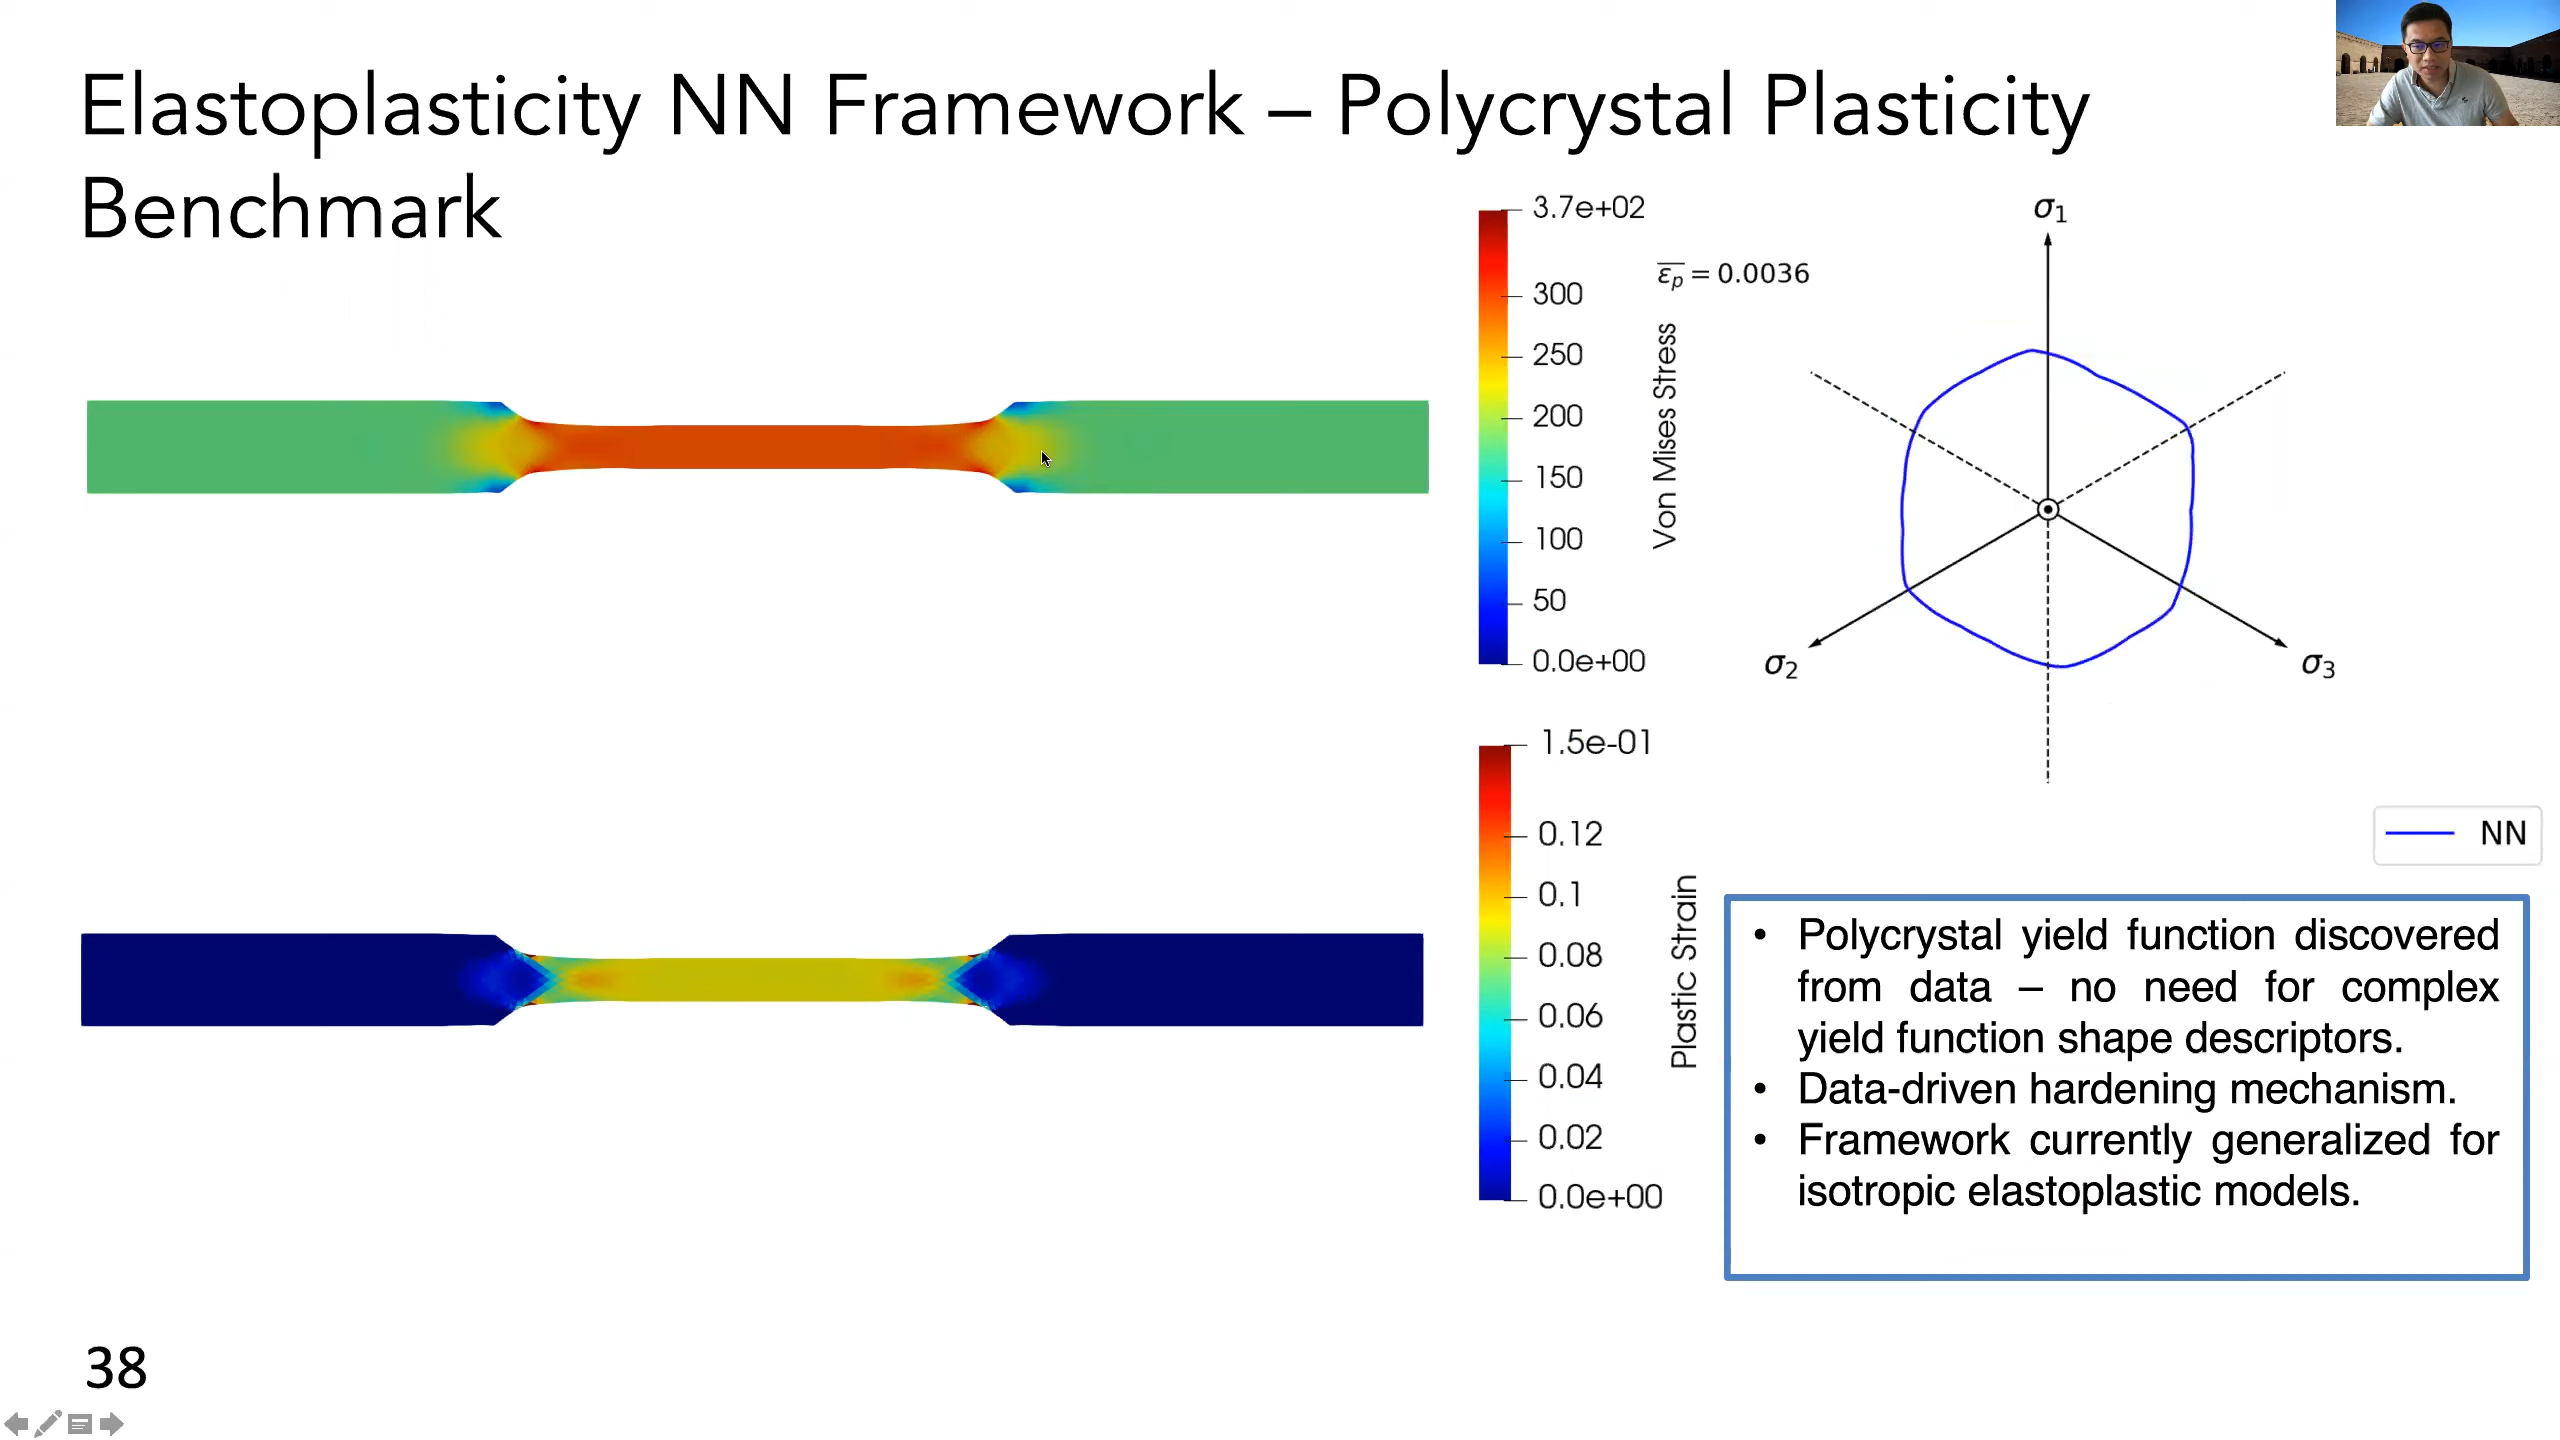 Elastoplasticity NN Framework – Polycrystal Plasticity
Benchmark
3.7e+02
300
250
200
150
100
50
0.0e+00
Von Mises Stress
σ1
ε̅p = 0.0036
σ2
σ3
NN
1.5e-01
0.12
0.1
0.08
0.06
0.04
0.02
0.0e+00
Plastic Strain
• Polycrystal yield function discovered
from data – no need for complex
yield function shape descriptors.
• Data-driven hardening mechanism.
• Framework currently generalized for
isotropic elastoplastic models.
38